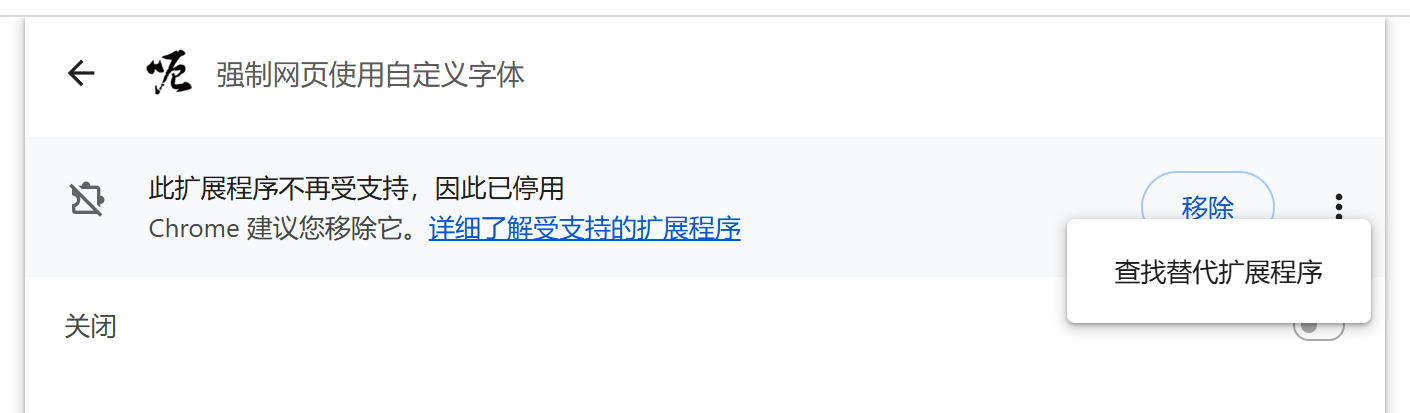 呃
强制网页使用自定义字体
此扩展程序不再受支持，因此已停用
Chrome 建议您移除它。详细了解受支持的扩展程序
移除
查找替代扩展程序
关闭